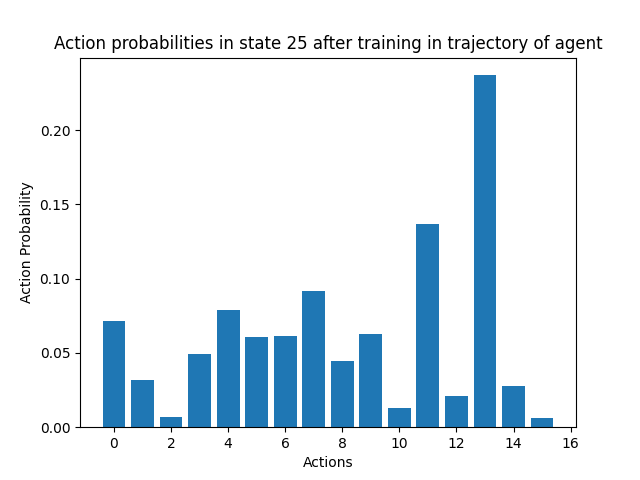 Action probabilities in state 25 after training in trajectory of agent
0.20
0.15
0.10
0.05
0.00
Action Probability
0 2 4 6 8 10 12 14 16
Actions